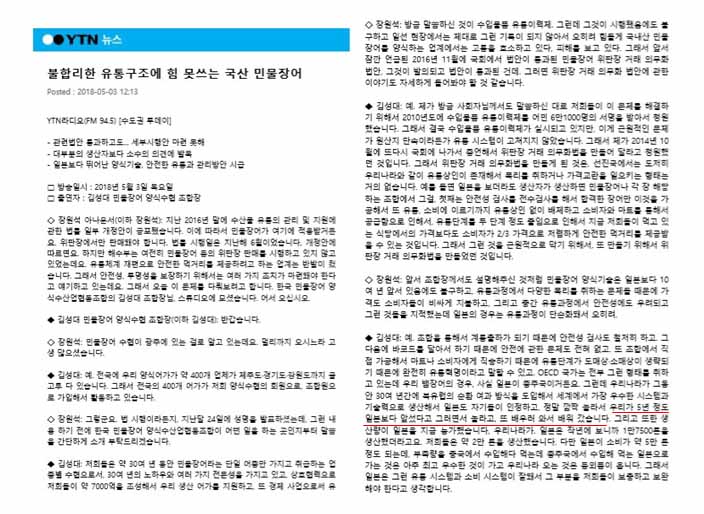 YTN 뉴스
불합리한 유통구조에 힘 못쓰는 국산 민물장어
Posted : 2018-05-03 12:13
YTN라디오(FM 94.5) [수도권 투데이]
- 관련법안 통과하고도... 세부시행안 마련 못해
- 대부분의 생산자보다 소수의 의견에 발목
- 일본보다 뛰어난 양식기술, 안전한 유통과 관리방안 시급
□ 방송일시 : 2018년 5월 3일 목요일
□ 출연자 : 김성대 민물장어 양식수협 조합장
◇ 장원석 아나운서(이하 장원석): 지난 2016년 말에 수산물 유통의 관리 및 지원에
관한 법률 일부 개정안이 공포됐습니다. 이에 따라서 민물장어가 여기에 적용받거든
요. 위판장에서만 판매돼야 합니다. 법률 시행일은 지난해 6월이었습니다. 개정안에
따르면요. 하지만 해수부는 여전히 민물장어 등의 위탁장 판매를 시행하고 있지 않고
있었는데요. 유통체계 재편으로 안전한 먹거리를 제공하려고 하는 업계는 반발이 컸
습니다. 그래서 안전성, 투명성을 보장하기 위해서는 여러 가지 조치가 마련돼야 한다
고 얘기하고 있는데요. 그래서 오늘 이 문제를 다뤄보려고 합니다. 한국 민물장어 양
식수산업협동조합의 김성대 조합장님, 스튜디오에 모셨습니다. 어서 오십시오.
◆ 김성대 민물장어 양식수협 조합장(이하 김성대): 반갑습니다.
◇ 장원석: 민물장어 수협이 광주에 있는 걸로 알고 있는데요. 멀리까지 오시느라 고
생 많으셨습니다.
◆ 김성대: 예, 전국에 우리 양어가가 약 400개 업체가 제주도·경기도·강원도까지 골
고루 다 있습니다. 그래서 전국의 400개 어가가 저희 양식수협의 회원으로, 조합원으
로 가입해서 활동하고 있습니다.
◇ 장원석: 그렇군요. 법 시행이라든지, 지난달 24일에 성명을 발표하셨는데, 그런 내
용 하기 전에 한국 민물장어 양식수산업협동조합이 어떤 일을 하는 곳인지부터 말씀
을 간단하게 소개 부탁드리겠습니다.
◆ 김성대: 저희들은 약 30여 년 동안 민물장어라는 단일 어종만 가지고 취급하는 업
종별 수협으로서, 30여 년의 노하우와 여러 가지 전문성을 가지고 있고, 상호협력으로
저희들이 약 7000억을 조성해서 우리 생산 어가를 지원하고, 또 경제 사업으로서 유
◇ 장원석: 방금 말씀하신 것이 수입물품 유통이력제. 그런데 그것이 시행됐음에도 불
구하고 일선 현장에서는 제대로 그런 기록이 되지 않아서 오히려 힘들게 국내산 민물
장어를 양식하는 업계에서는 고통을 호소하고 있다, 피해를 보고 있다. 그래서 앞서
잠깐 언급된 2016년 11월에 국회에서 법안이 통과된 민물장어 위판장 거래 의무화
법안, 그것이 발의되고 법안이 통과된 건데. 그러면 위판장 거래 의무화 법안에 관한
이야기도 자세하게 들어봐야 할 것 같습니다.
◆ 김성대: 예. 제가 방금 사회자님께서도 말씀하신 대로 저희들이 이 문제를 해결하
기 위해서 2010년도에 수입물품 유통이력제를 어민 6만1000명의 서명을 받아서 청원
했습니다. 그래서 결국 수입물품 유통이력제가 실시되고 있지만, 이게 근원적인 문제
가 원산지 단속이라든가 유통 시스템이 고쳐지지 않았습니다. 그래서 제가 2014년 10
월에 또다시 국회에 나가서 증언해서 위판장 거래 의무화법을 만들어 달라고 청원했
던 것입니다. 그래서 위판장 거래 의무화법을 만들게 된 것은, 선진국에서는 도저히
우리나라와 같이 유통상인이 존재해서 폭리를 취하거나 가격교란을 일으키는 형태는
거의 없습니다. 예를 들면 일본을 보더라도 생산자가 생산하면 민물장어나 각 장 해당
하는 조합에서 그걸, 첫째는 안전성 검사를 전수검사를 해서 합격한 장어만 이것을 가
공해서 또 유통, 소비에 이르기까지 유통상인 없이 배제하고 소비자와 마트를 통해서
공급함으로 인해서, 유통단계를 두 단계 정도 줄임으로 인해서 지금 저희들이 먹고 있
는 식당에서의 가격보다도 소비자가 2/3 가격으로 저렴하게 안전한 먹거리를 제공받
을 수 있는 것입니다. 그래서 그런 것을 근원적으로 막기 위해서, 또 만들기 위해서 위
판장 거래 의무화법을 만들었던 것입니다.
◇ 장원석: 앞서 조합장께서도 설명해주신 것처럼 민물장어 양식기술은 일본보다 10
여 년 앞서 있음에도 불구하고, 유통과정에서 다양한 폭리를 취하는 문제들 때문에 가
격도 소비자들이 비싸게 지불하고, 그리고 중간 유통과정에서 안전성에도 우려되고
그런 것들을 지적했는데 일본의 경우는 유통과정이 단순화돼서 오히려.
◆ 김성대: 예. 조합을 통해서 계통출하가 되기 때문에 안전성 검사도 철저히 하고, 그
다음에 바코드를 달아서 하기 때문에 안전에 관한 문제도 전혀 없고. 또 조합에서 직
접 가공해서 마트나 소비자에게 직송하기 때문에 유통단계가 도매상·소매상이 생략되
기 때문에 완전히 유통혁명이라고 말할 수 있고. OECD 국가는 전부 그런 형태를 취하
고 있는데 우리 뱀장어의 경우, 사실 일본이 종주국이거든요. 그런데 우리나라가 그동
안 30여 년간에 북유럽의 순환 여과 방식을 도입해서 세계에서 가장 우수한 시스템과
기술력으로 생산해서 일본도 자기들이 인정하고, 정말 깜짝 놀라서 우리가 5년 정도
일본보다 앞섰다고 그러면서 놀라고, 또 배우러 와서 배워 갔습니다. 그리고 또한 생
산량이 일본을 지금 능가했습니다. 우리나라가. 일본은 작년에 보니까 1만7500톤을
생산했더라고요. 저희들은 약 2만 톤을 생산했습니다. 다만 일본이 소비가 약 5만 톤
정도 되는데, 부족량을 중국에서 수입해다 먹는데 중주국에서 수입해 먹는 일본으로
가는 것은 아주 최고 우수한 것이 가고 우리나라 오는 것은 등외품이 옵니다. 그래서
일본은 그런 유통 시스템과 소비 시스템이 잘돼서 그 부분을 저희들이 보충하고 보완
해야 한다고 생각합니다.